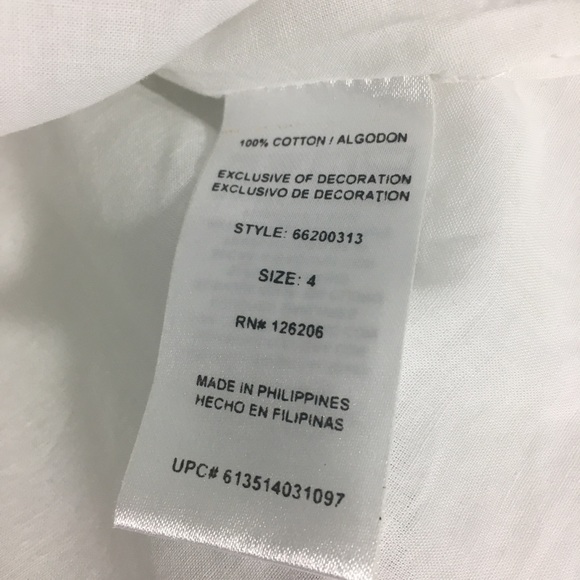 100% COTTON / ALGODON
EXCLUSIVE OF DECORATION
EXCLUSIVO DE DECORATION
STYLE: 66200313
SIZE: 4
RN# 126206
MADE IN PHILIPPINES
HECHO EN FILIPINAS
UPC# 613514031097